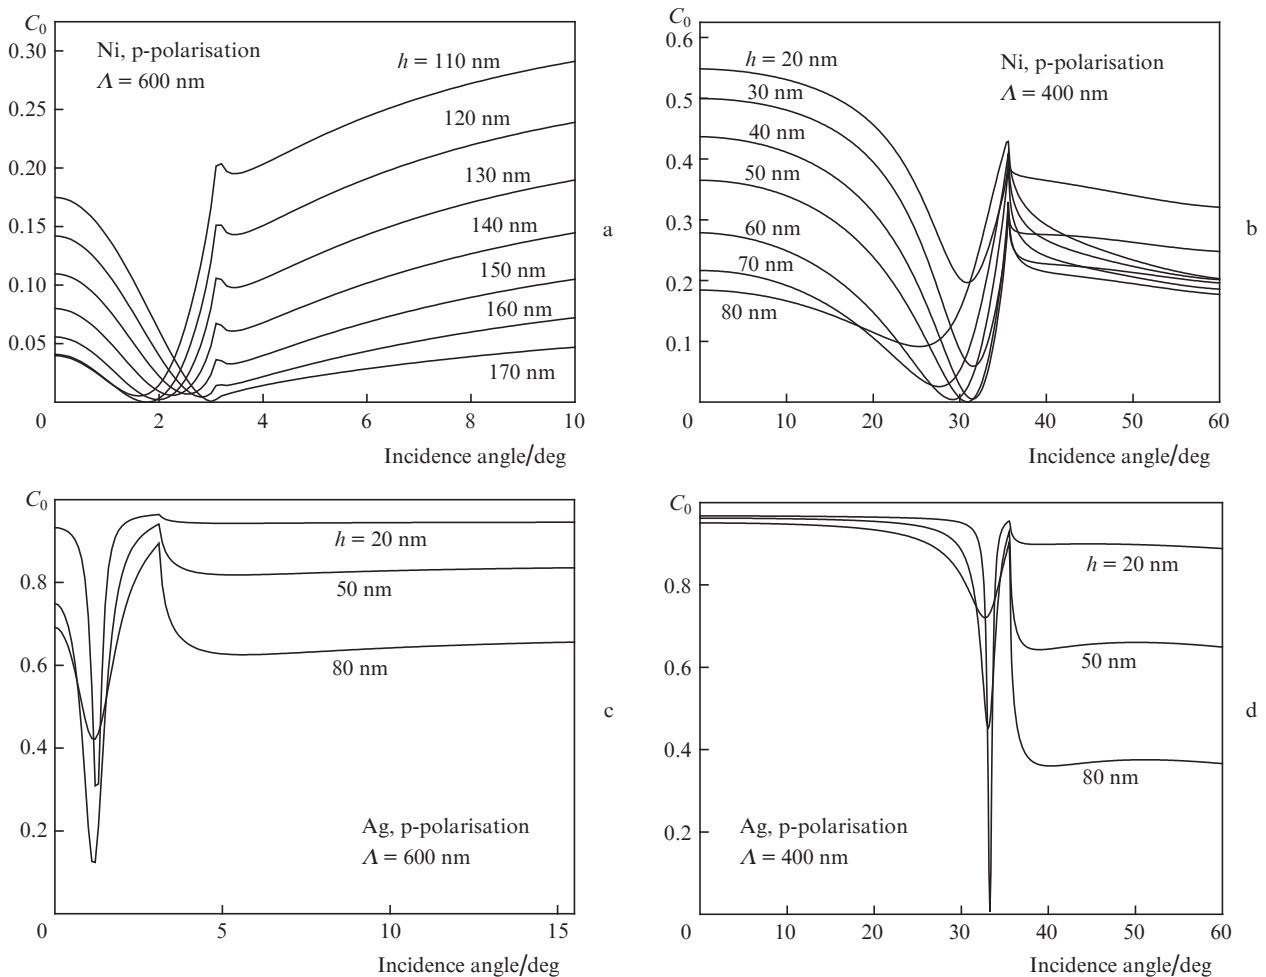 C₀
0.30
0.25
0.20
0.15
0.10
0.05
0
2
4
6
8
10
Ni, p-polarisation
Λ = 600 nm
h = 110 nm
120 nm
130 nm
140 nm
150 nm
160 nm
170 nm
Incidence angle/deg
a
C₀
0.6
0.5
0.4
0.3
0.2
0.1
0
10
20
30
40
50
60
h = 20 nm
30 nm
40 nm
50 nm
60 nm
70 nm
80 nm
Ni, p-polarisation
Λ = 400 nm
Incidence angle/deg
b
C₀
0.8
0.6
0.4
0.2
0
5
10
15
h = 20 nm
50 nm
80 nm
Ag, p-polarisation
Λ = 600 nm
Incidence angle/deg
c
C₀
0.8
0.6
0.4
0.2
0
10
20
30
40
50
60
h = 20 nm
50 nm
80 nm
Ag, p-polarisation
Λ = 400 nm
Incidence angle/deg
d